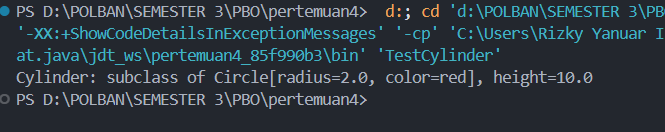 PS D:\POLBAN\SEMESTER 3\PBO\pertemuan4>  d:; cd 'd:\POLBAN\SEMESTER 3\PBO
'-XX:+ShowCodeDetailsInExceptionMessages' '-cp' 'C:\Users\Rizky Yanuar I
at.java\jdt_ws\pertemuan4_85f990b3\bin' 'TestCylinder'
Cylinder: subclass of Circle[radius=2.0, color=red], height=10.0
PS D:\POLBAN\SEMESTER 3\PBO\pertemuan4>